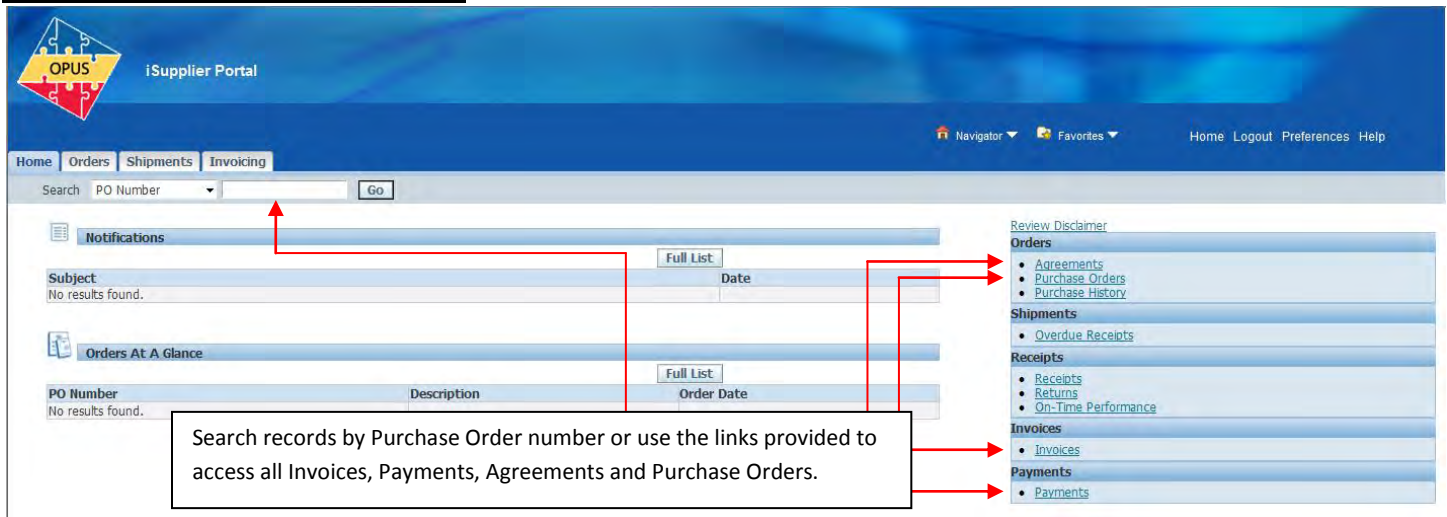 OPUS
iSupplier Portal
Navigator Favorites Home Logout Preferences Help
Home Orders Shipments Invoicing
Search PO Number Go
Notifications
Full List
Subject Date
No results found.
Orders At A Glance
Full List
PO Number Description Order Date
No results found.
Search records by Purchase Order number or use the links provided to
access all Invoices, Payments, Agreements and Purchase Orders.
Review Disclaimer
Orders
Agreements
Purchase Orders
Purchase History
Shipments
Overdue Receipts
Receipts
Receipts
Returns
On-Time Performance
Invoices
Invoices
Payments
Payments